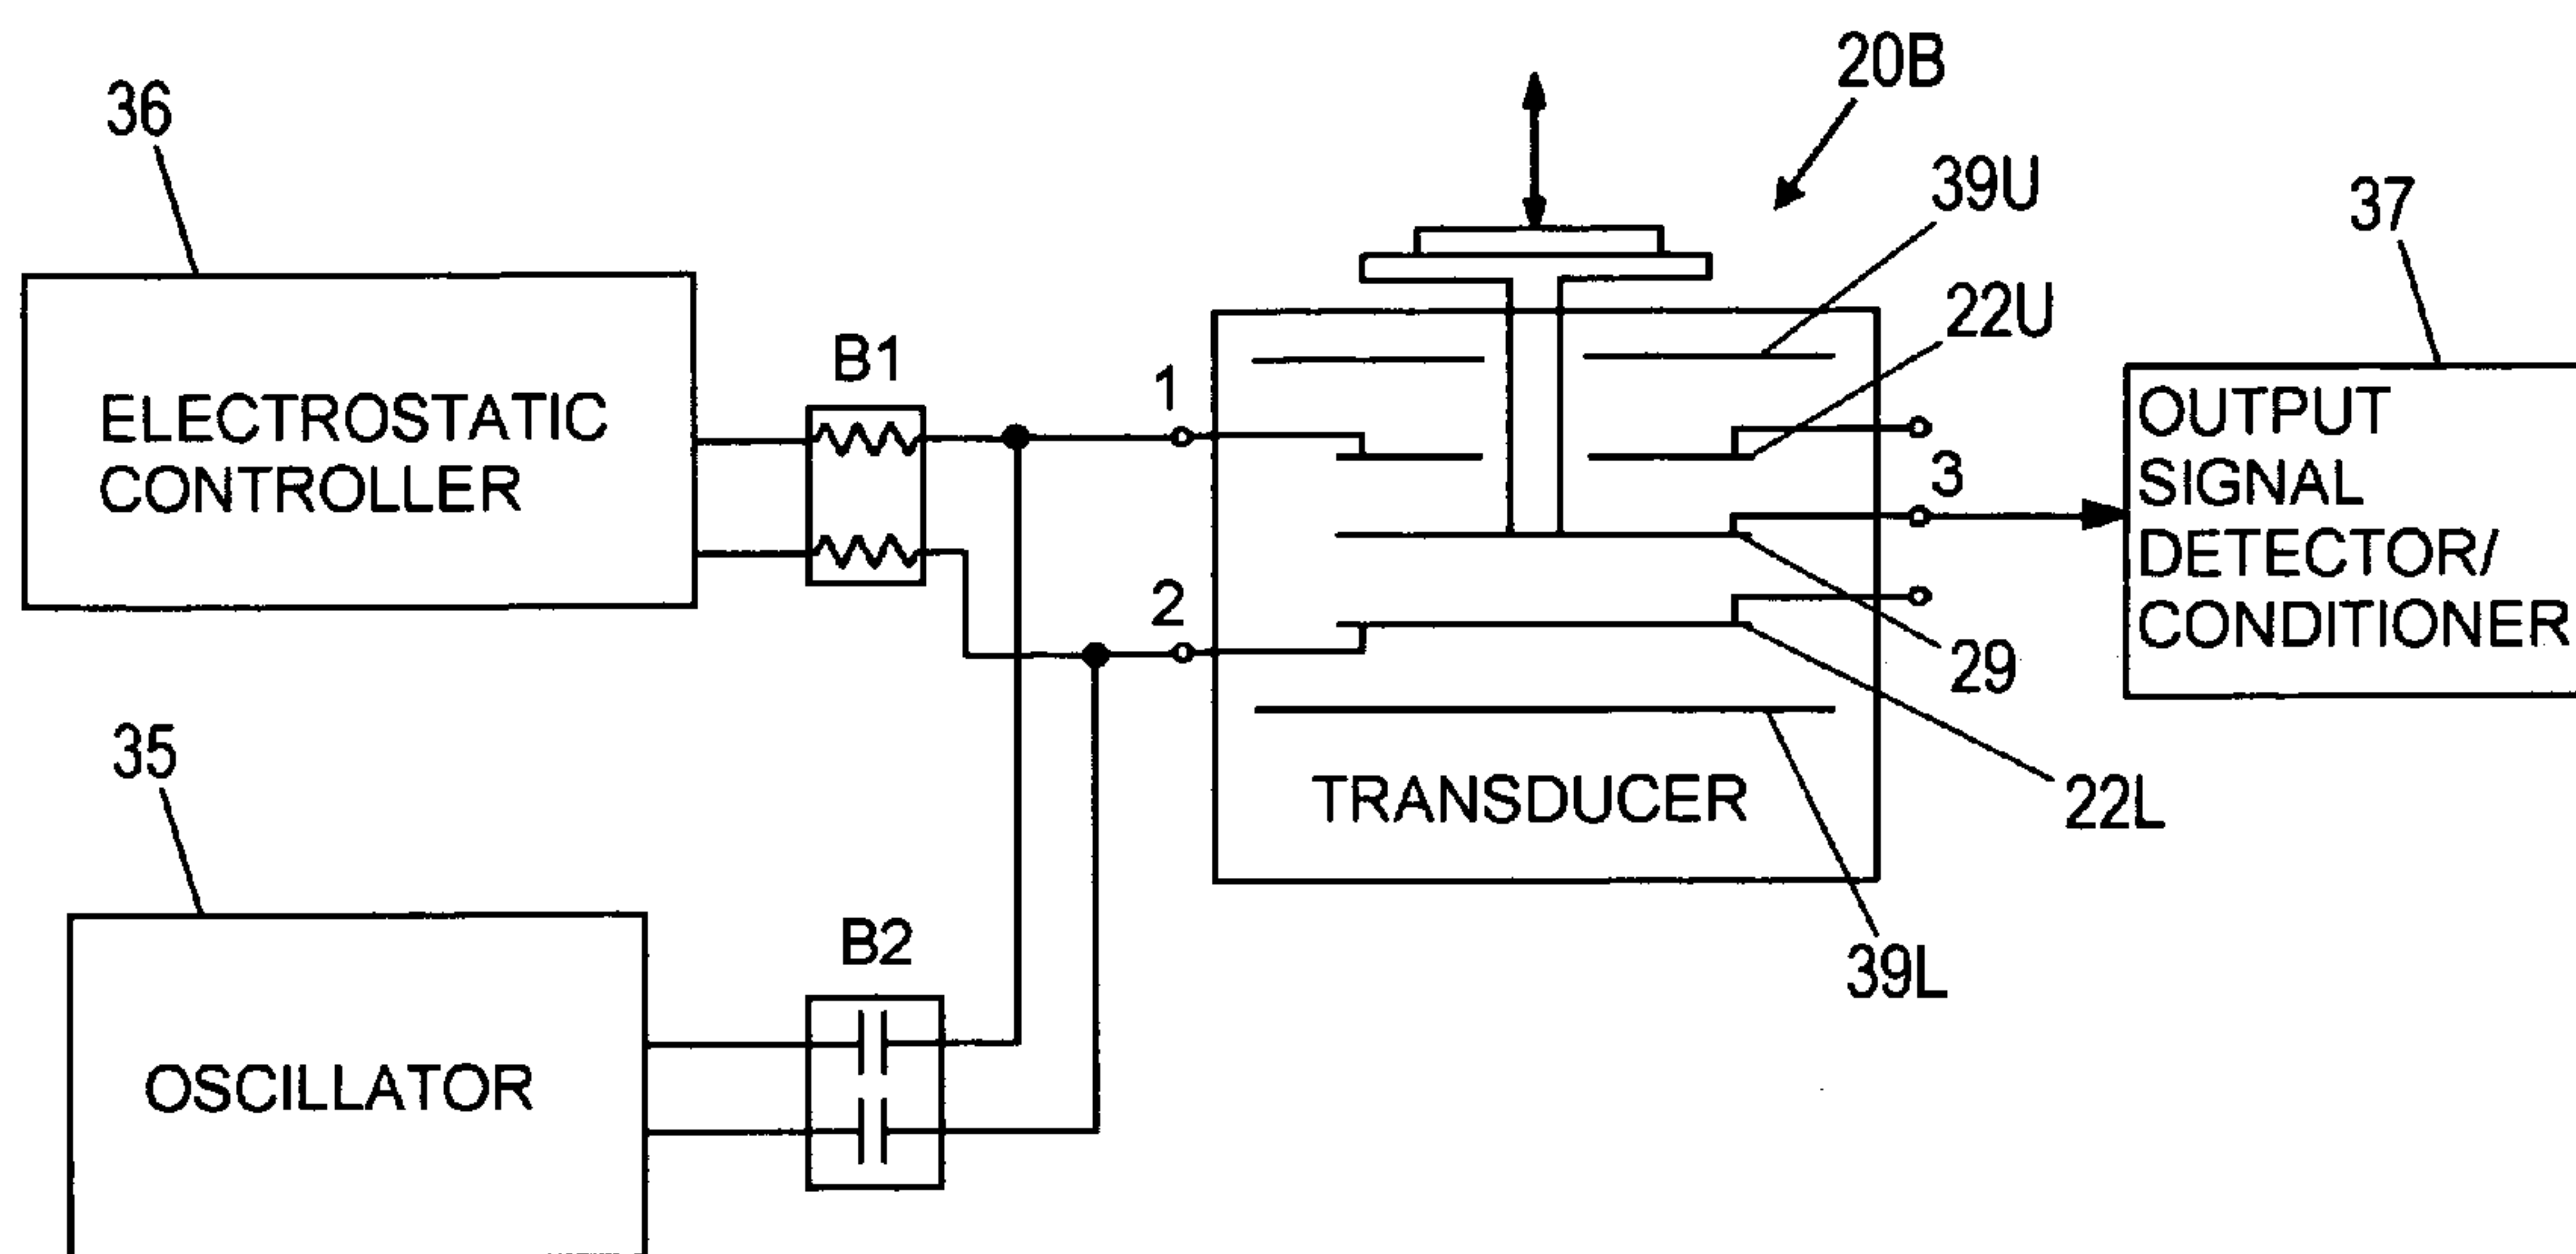 20B
36
39U
37
22U
B1
1
ELECTROSTATIC
CONTROLLER
OUTPUT
SIGNAL
DETECTOR/
CONDITIONER
3
2
29
35
TRANSDUCER
22L
B2
39L
OSCILLATOR